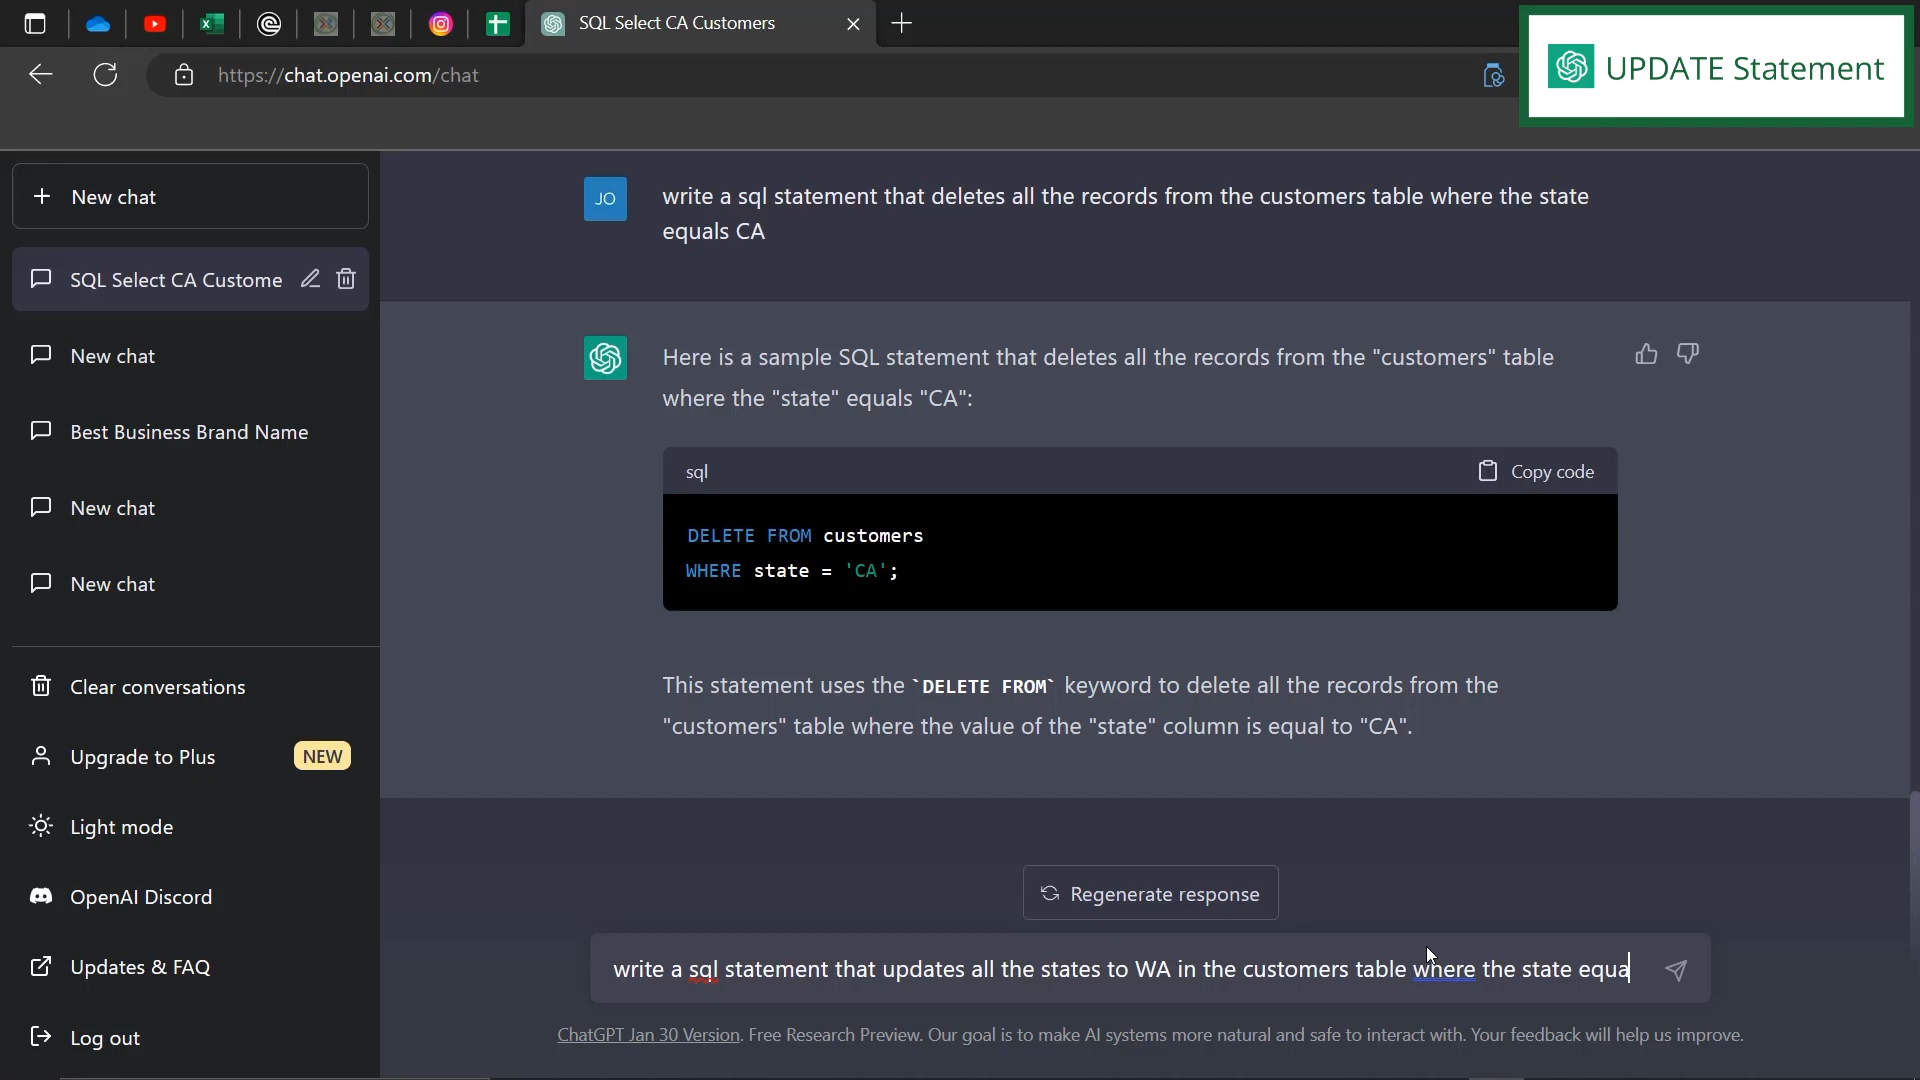 SQL Select CA Customers
https://chat.openai.com/chat
UPDATE Statement
New chat
SQL Select CA Custome
New chat
Best Business Brand Name
New chat
New chat
Clear conversations
Upgrade to Plus NEW
Light mode
OpenAI Discord
Updates & FAQ
Log out
JO
write a sql statement that deletes all the records from the customers table where the state
equals CA
Here is a sample SQL statement that deletes all the records from the "customers" table
where the "state" equals "CA":
sql Copy code
DELETE FROM customers
WHERE state = 'CA';
This statement uses the `DELETE FROM` keyword to delete all the records from the
"customers" table where the value of the "state" column is equal to "CA".
Regenerate response
write a sql statement that updates all the states to WA in the customers table where the state equa
ChatGPT Jan 30 Version. Free Research Preview. Our goal is to make AI systems more natural and safe to interact with. Your feedback will help us improve.